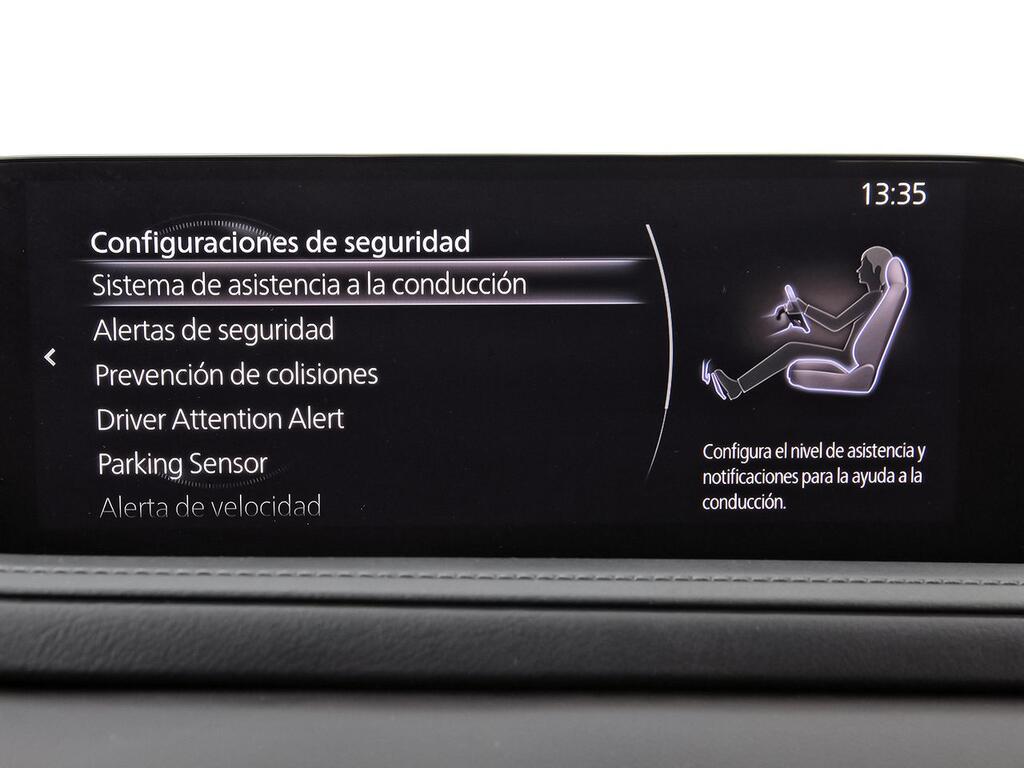 13:35
Configuraciones de seguridad
Sistema de asistencia a la conducción
Alertas de seguridad
Prevención de colisiones
Driver Attention Alert
Parking Sensor
Alerta de velocidad
Configura el nivel de asistencia y
notificaciones para la ayuda a la
conducción.